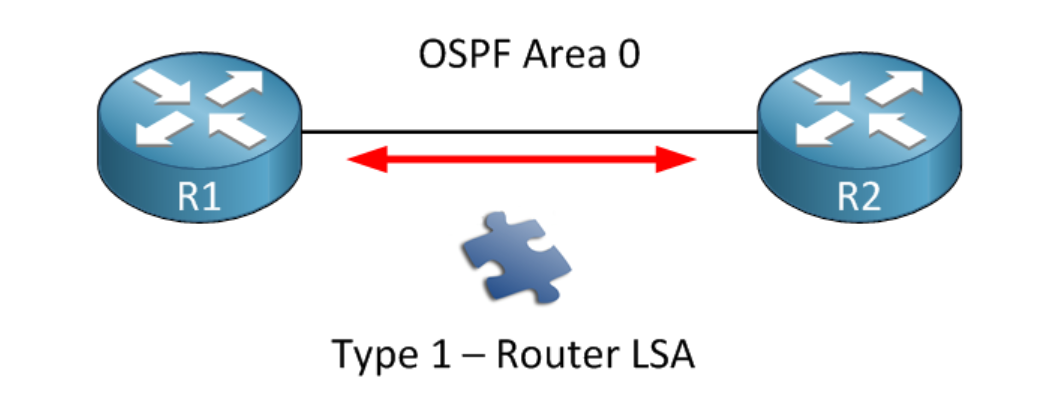 OSPF Area 0
R1
R2
Type 1 – Router LSA